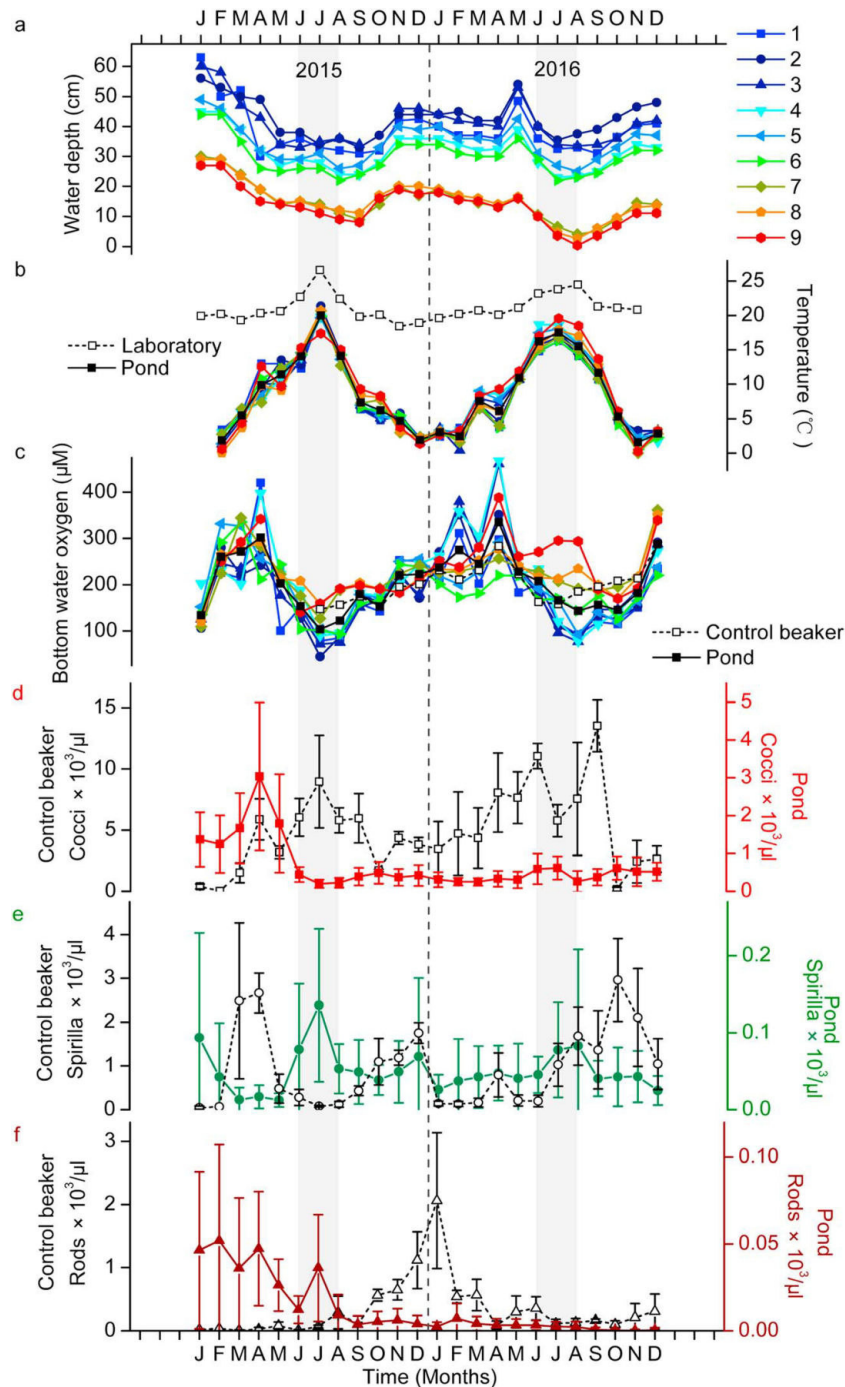 J F M A M J J A S O N D J F M A M J J A S O N D
a
2015
2016
Water depth (cm)
60
50
40
30
20
10
0
1
2
3
4
5
6
7
8
9
b
Laboratory
Pond
25
20
15
10
5
0
Temperature (℃)
c
Bottom water oxygen (µM)
400
300
200
100
Control beaker
Pond
d
Control beaker
Cocci × 10³/µl
15
10
5
0
5
4
3
2
1
0
Pond
Cocci × 10³/µl
e
Control beaker
Spirilla × 10³/µl
4
3
2
1
0
0.2
0.1
0.0
Pond
Spirilla × 10³/µl
f
Control beaker
Rods × 10³/µl
3
2
1
0
0.10
0.05
0.00
Pond
Rods × 10³/µl
J F M A M J J A S O N D J F M A M J J A S O N D
Time (Months)